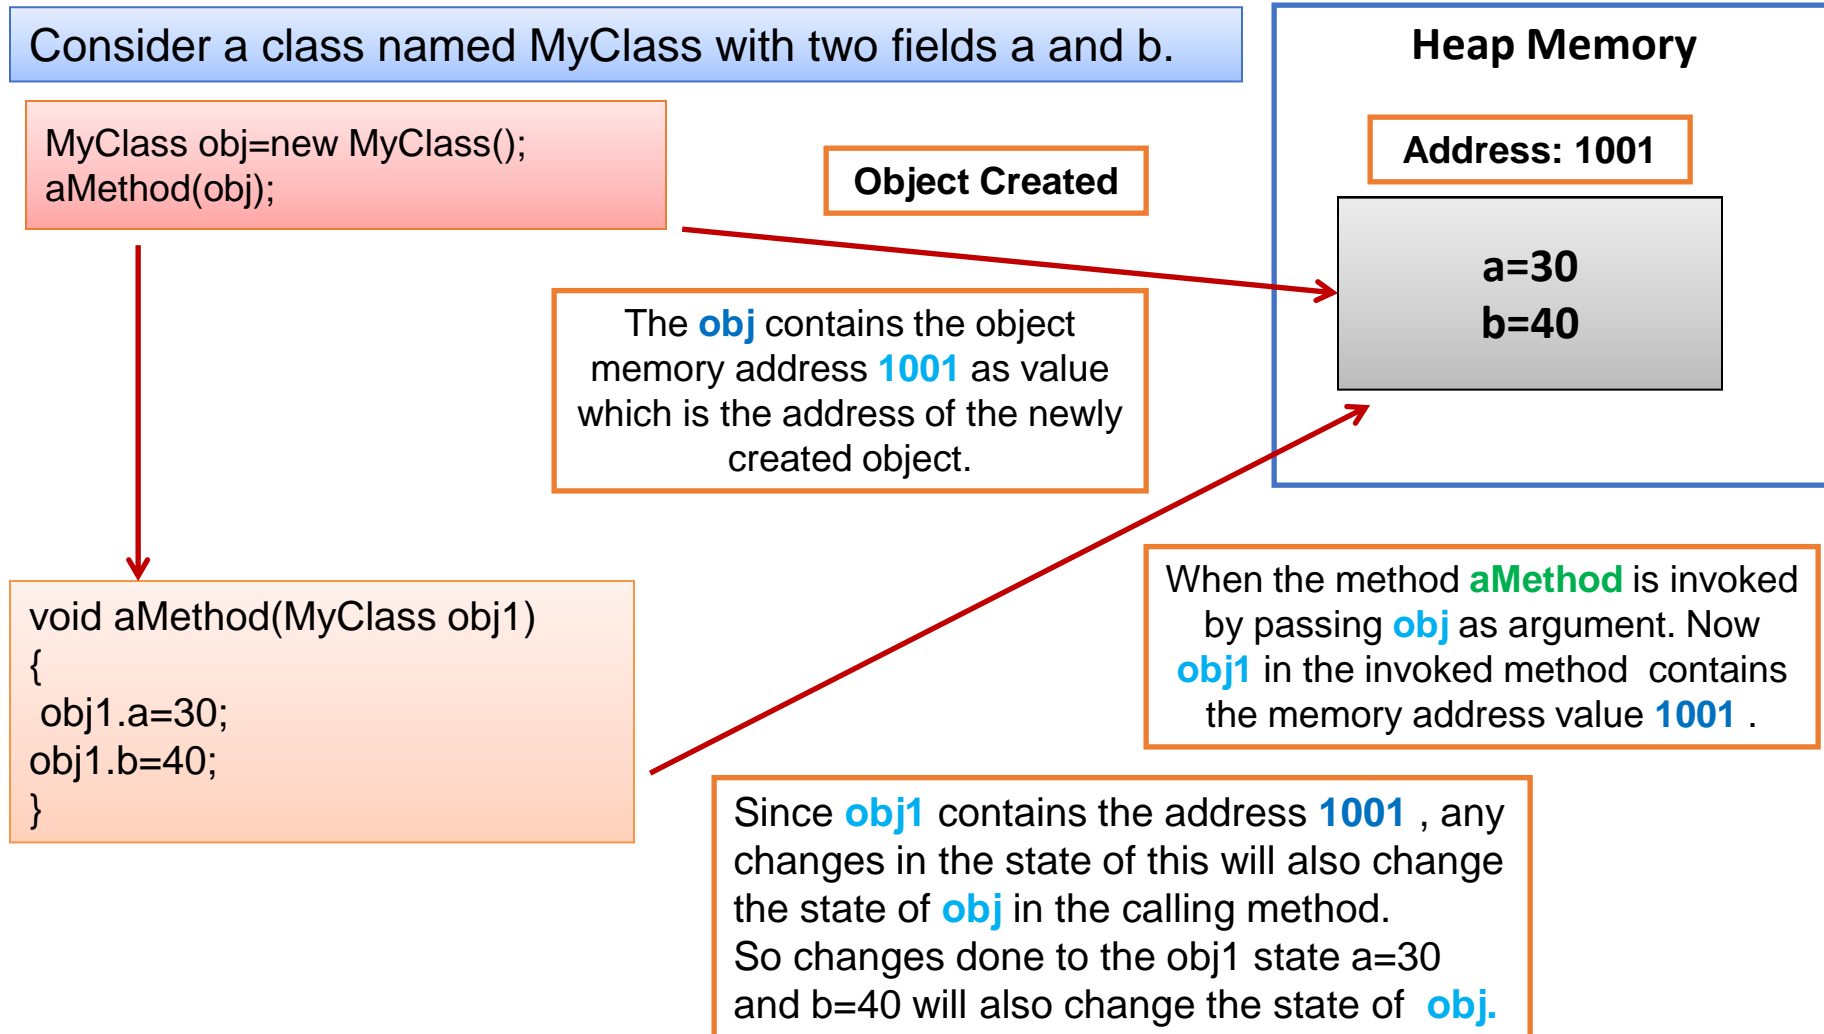 Consider a class named MyClass with two fields a and b.
Heap Memory
MyClass obj=new MyClass();
aMethod(obj);
Object Created
Address: 1001
a=30
b=40
The obj contains the object
memory address 1001 as value
which is the address of the newly
created object.
void aMethod(MyClass obj1)
{
obj1.a=30;
obj1.b=40;
}
When the method aMethod is invoked
by passing obj as argument. Now
obj1 in the invoked method contains
the memory address value 1001 .
Since obj1 contains the address 1001 , any
changes in the state of this will also change
the state of obj in the calling method.
So changes done to the obj1 state a=30
and b=40 will also change the state of obj.